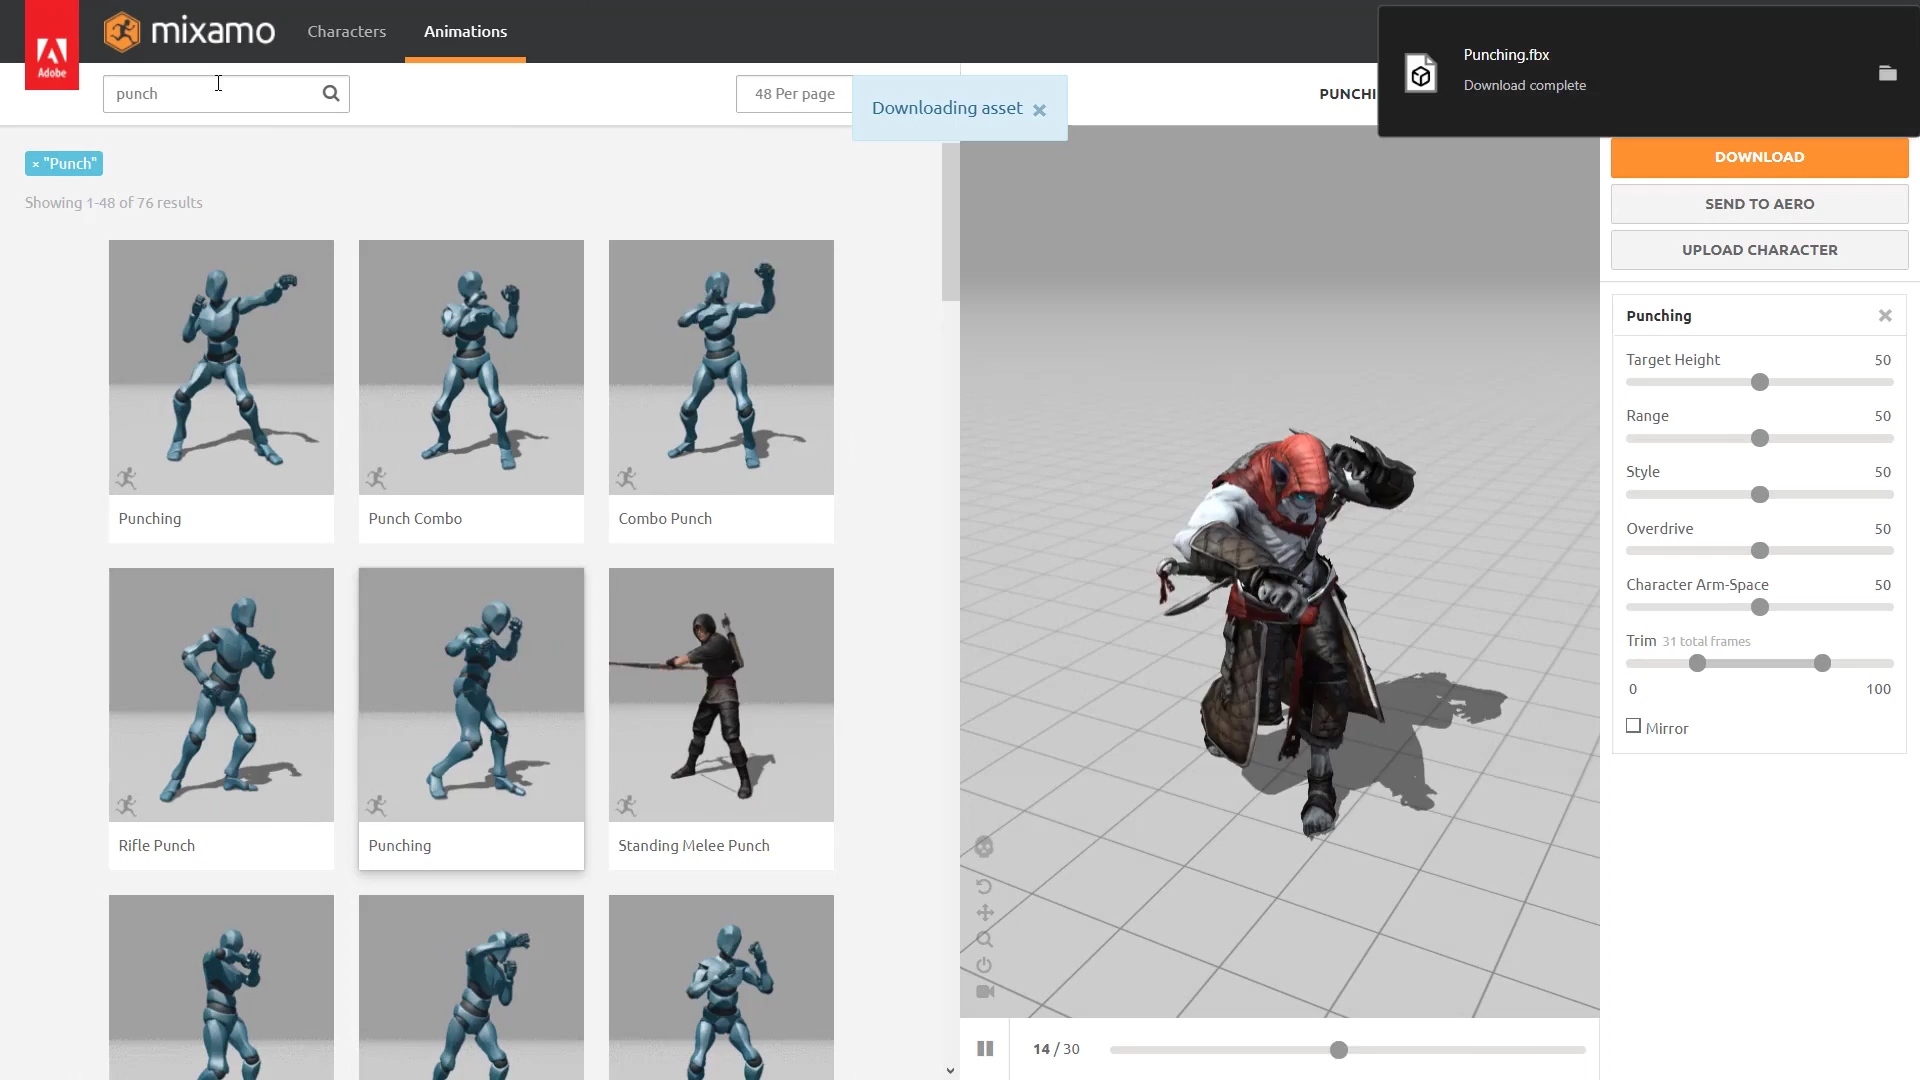 Adobe
mixamo
Characters
Animations
Punching.fbx
Download complete
punch
48 Per page
Downloading asset ×
PUNCHI
× "Punch"
Showing 1-48 of 76 results
DOWNLOAD
SEND TO AERO
UPLOAD CHARACTER
Punching
Punch Combo
Combo Punch
Rifle Punch
Punching
Standing Melee Punch
Punching ×
Target Height 50
Range 50
Style 50
Overdrive 50
Character Arm-Space 50
Trim 31 total frames
0 100
Mirror
14 / 30